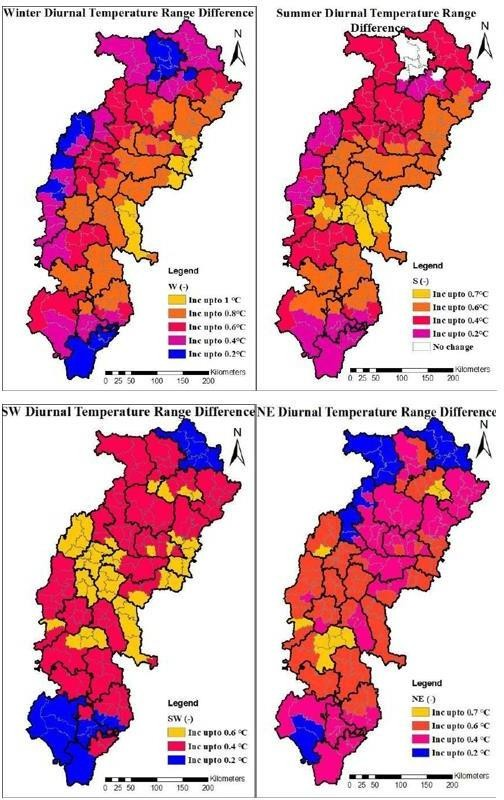 Winter Diurnal Temperature Range Difference
N
Legend
W (-)
Inc upto 1 °C
Inc upto 0.8°C
Inc upto 0.6°C
Inc upto 0.4°C
Inc upto 0.2°C
Kilometers
0 25 50 100 150 200
Summer Diurnal Temperature Range
Difference
N
Legend
S (-)
Inc upto 0.7°C
Inc upto 0.6°C
Inc upto 0.4°C
Inc upto 0.2°C
No change
Kilometers
0 25 50 100 150 200
SW Diurnal Temperature Range Difference
N
Legend
SW (-)
Inc upto 0.6 °C
Inc upto 0.4 °C
Inc upto 0.2 °C
Kilometers
0 25 50 100 150 200
NE Diurnal Temperature Range Difference
N
Legend
NE (-)
Inc upto 0.7 °C
Inc upto 0.6 °C
Inc upto 0.4 °C
Inc upto 0.2 °C
Kilometers
0 25 50 100 150 200